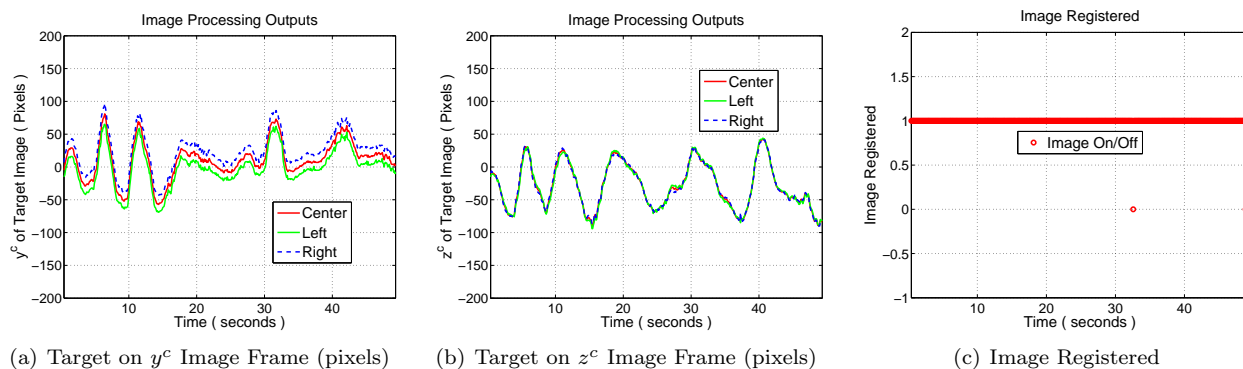 Image Processing Outputs
200
150
100
50
0
−50
−100
−150
−200
y^c of Target Image ( Pixels )
Center
Left
Right
10
20
30
40
Time ( seconds )
(a) Target on y^c Image Frame (pixels)
Image Processing Outputs
200
150
100
50
0
−50
−100
−150
−200
z^c of Target Image ( Pixels )
Center
Left
Right
10
20
30
40
Time ( seconds )
(b) Target on z^c Image Frame (pixels)
Image Registered
2
1.5
1
0.5
0
−0.5
−1
Image Registered
Image On/Off
10
20
30
40
Time ( seconds )
(c) Image Registered